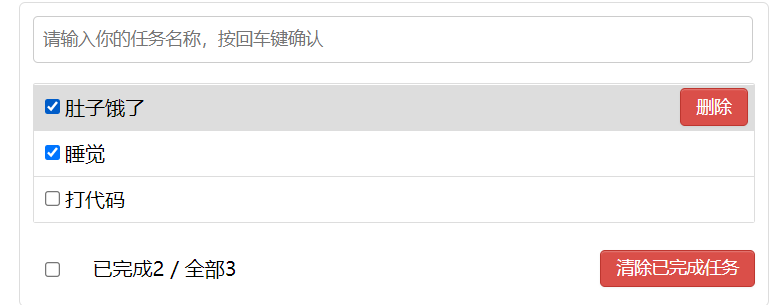 请输入你的任务名称，按回车键确认
肚子饿了 删除
睡觉
打代码
已完成2 / 全部3 清除已完成任务